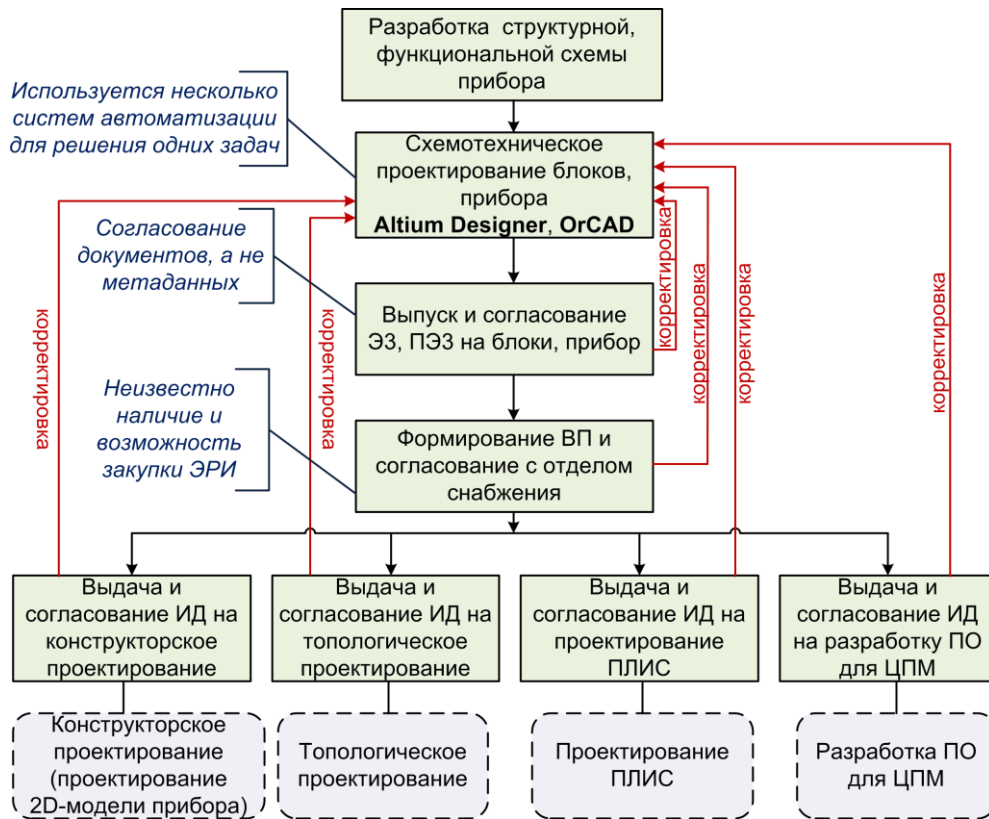 Разработка структурной,
функциональной схемы
прибора
Используется несколько
систем автоматизации
для решения одних задач
Схемотехническое
проектирование блоков,
прибора
Altium Designer, OrCAD
Согласование
документов, а не
метаданных
Выпуск и согласование
Э3, ПЭ3 на блоки, прибор
Неизвестно
наличие и
возможность
закупки ЭРИ
Формирование ВП и
согласование с отделом
снабжения
корректировка
корректировка
корректировка
корректировка
корректировка
корректировка
Выдача и
согласование ИД на
конструкторское
проектирование
Выдача и
согласование ИД на
топологическое
проектирование
Выдача и
согласование ИД на
проектирование
ПЛИС
Выдача и
согласование ИД
на разработку ПО
для ЦПМ
Конструкторское
проектирование
(проектирование
2D-модели прибора)
Топологическое
проектирование
Проектирование
ПЛИС
Разработка ПО
для ЦПМ